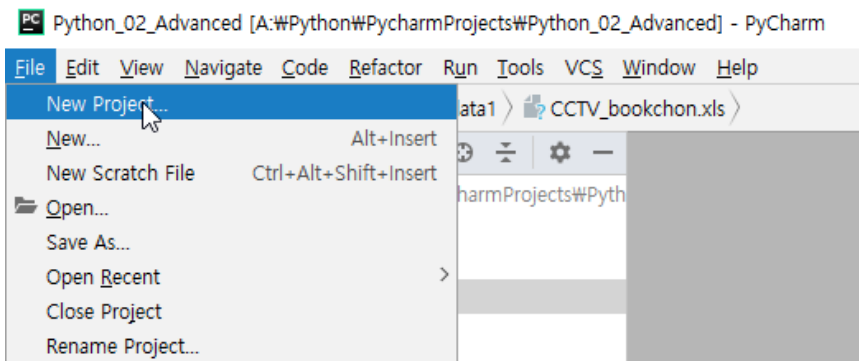 PC Python_02_Advanced [A:₩Python₩PycharmProjects₩Python_02_Advanced] - PyCharm
File Edit View Navigate Code Refactor Run Tools VCS Window Help
New Project... ata1 CCTV_bookchon.xls
New... Alt+Insert
New Scratch File Ctrl+Alt+Shift+Insert
harmProjects₩Pyth
Open...
Save As...
Open Recent
Close Project
Rename Project...